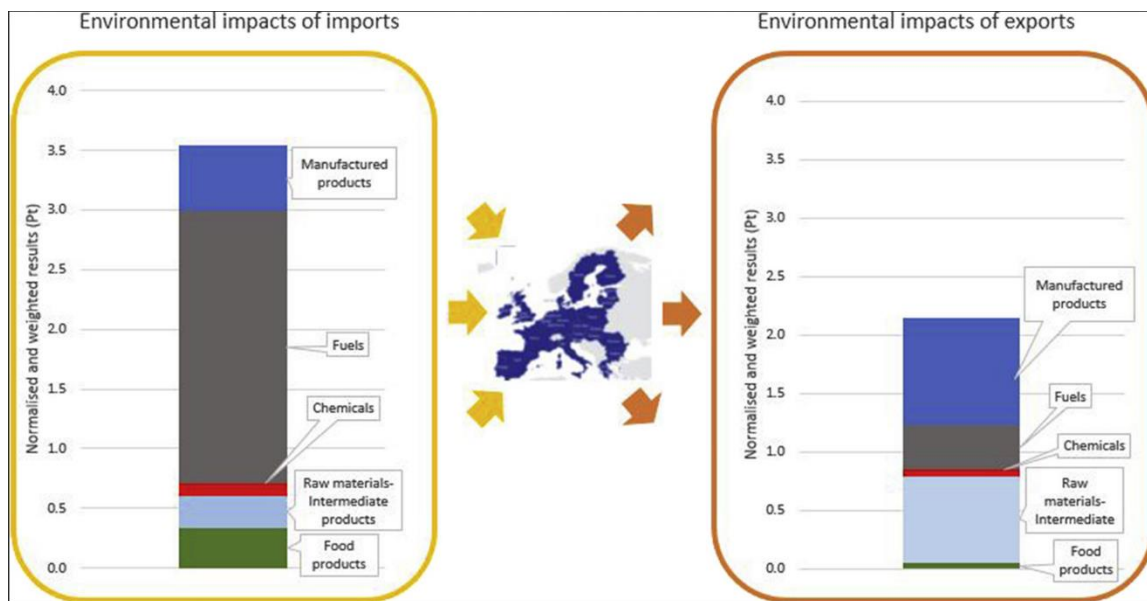 Environmental impacts of imports
Normalised and weighted results (Pt)
4.0
3.5
3.0
2.5
2.0
1.5
1.0
0.5
0.0
Manufactured
products
Fuels
Chemicals
Raw materials-
Intermediate
products
Food
products
Environmental impacts of exports
Normalised and weighted results (Pt)
4.0
3.5
3.0
2.5
2.0
1.5
1.0
0.5
0.0
Manufactured
products
Fuels
Chemicals
Raw
materials-
Intermediate
Food
products